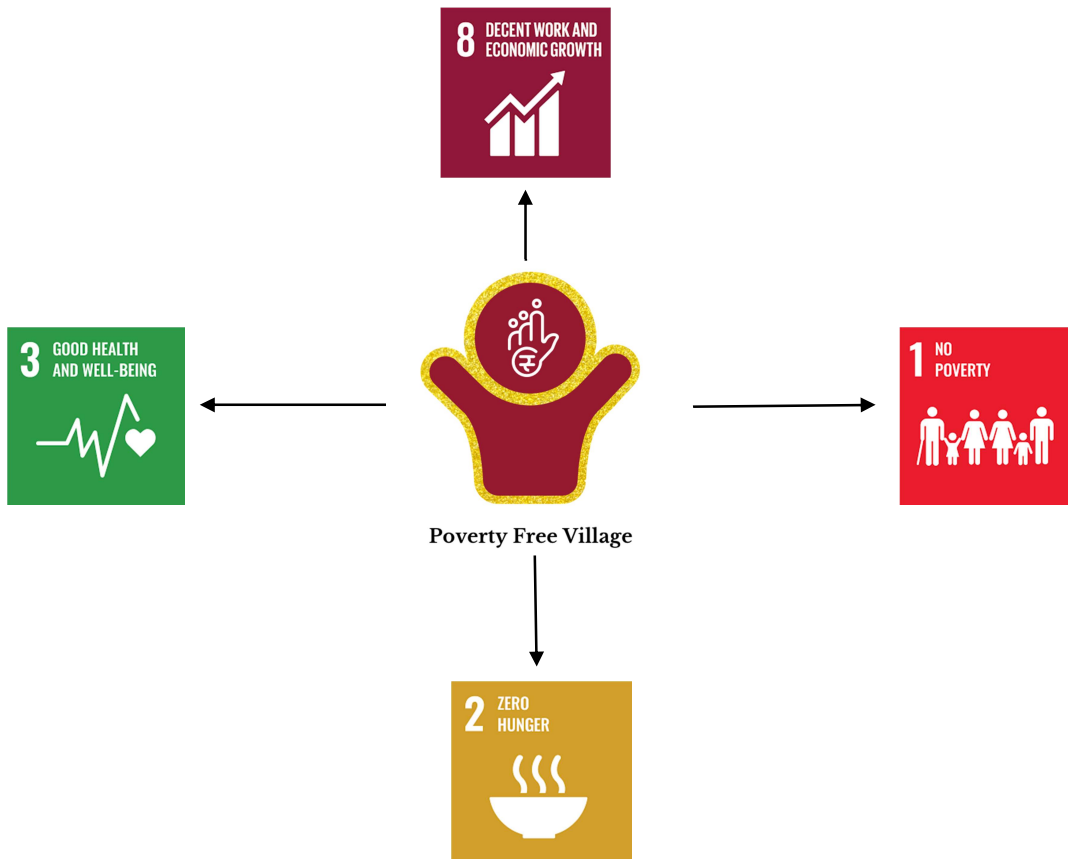 8 DECENT WORK AND
ECONOMIC GROWTH
3 GOOD HEALTH
AND WELL-BEING
1 NO
POVERTY
₹
Poverty Free Village
2 ZERO
HUNGER